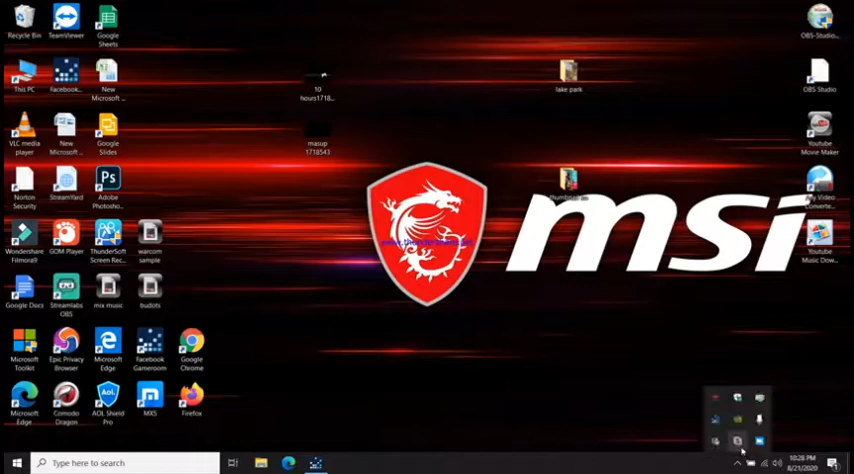 Recycle Bin
TeamViewer
Google
Sheets
This PC
Facebook...
New
Microsoft ...
VLC media
player
New
Microsoft ...
Google
Slides
Norton
Security
StreamYard
Adobe
Photosho...
Wondershare
Filmora9
GOM Player
ThunderSoft
Screen Rec...
warcom
sample
Google Docs
Streamlabs
OBS
mix music
budots
Microsoft
Toolkit
Epic Privacy
Browser
Microsoft
Edge
Facebook
Gameroom
Google
Chrome
Microsoft
Edge
Comodo
Dragon
AOL Shield
Pro
MX5
Firefox
10
hours1718...
masup
1718543
lake park
msi
OBS-Studio...
OBS Studio
Youtube
Movie Maker
Any Video
Converte...
Youtube
Music Dow...
Type here to search
10:28 PM
8/21/2020